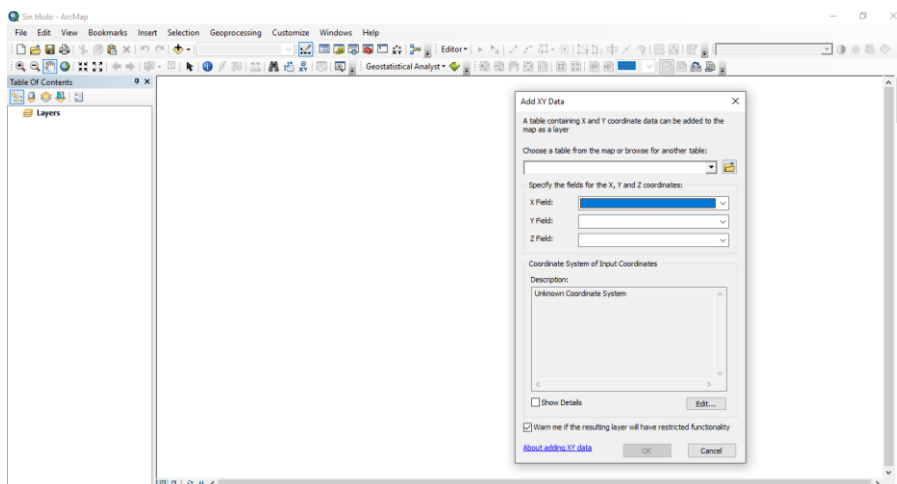 Sin título - ArcMap
File Edit View Bookmarks Insert Selection Geoprocessing Customize Windows Help
Editor
Geostatistical Analyst
Table Of Contents
Layers
Add XY Data
A table containing X and Y coordinate data can be added to the
map as a layer
Choose a table from the map or browse for another table:
Specify the fields for the X, Y and Z coordinates:
X Field:
Y Field:
Z Field:
Coordinate System of Input Coordinates
Description:
Unknown Coordinate System
Show Details
Edit...
Warn me if the resulting layer will have restricted functionality
About adding XY data
OK
Cancel